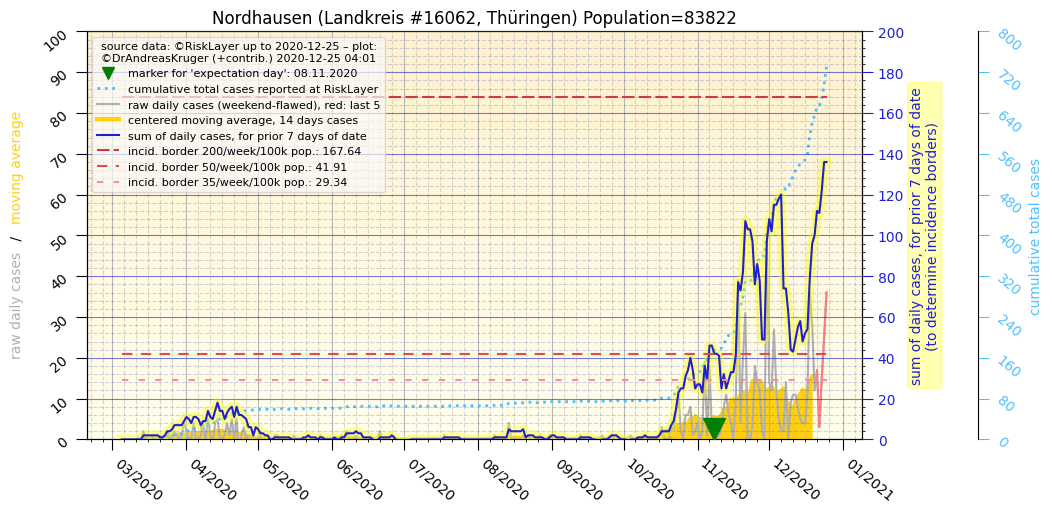 Nordhausen (Landkreis #16062, Thüringen) Population=83822
source data: ©RiskLayer up to 2020-12-25 – plot:
©DrAndreasKruger (+contrib.) 2020-12-25 04:01
marker for 'expectation day': 08.11.2020
cumulative total cases reported at RiskLayer
raw daily cases (weekend-flawed), red: last 5
centered moving average, 14 days cases
sum of daily cases, for prior 7 days of date
incid. border 200/week/100k pop.: 167.64
incid. border 50/week/100k pop.: 41.91
incid. border 35/week/100k pop.: 29.34
raw daily cases / moving average
100
90
80
70
60
50
40
30
20
10
0
03/2020
04/2020
05/2020
06/2020
07/2020
08/2020
09/2020
10/2020
11/2020
12/2020
01/2021
200
180
160
140
120
100
80
60
40
20
0
sum of daily cases, for prior 7 days of date
(to determine incidence borders)
800
720
640
560
480
400
320
240
160
80
0
cumulative total cases